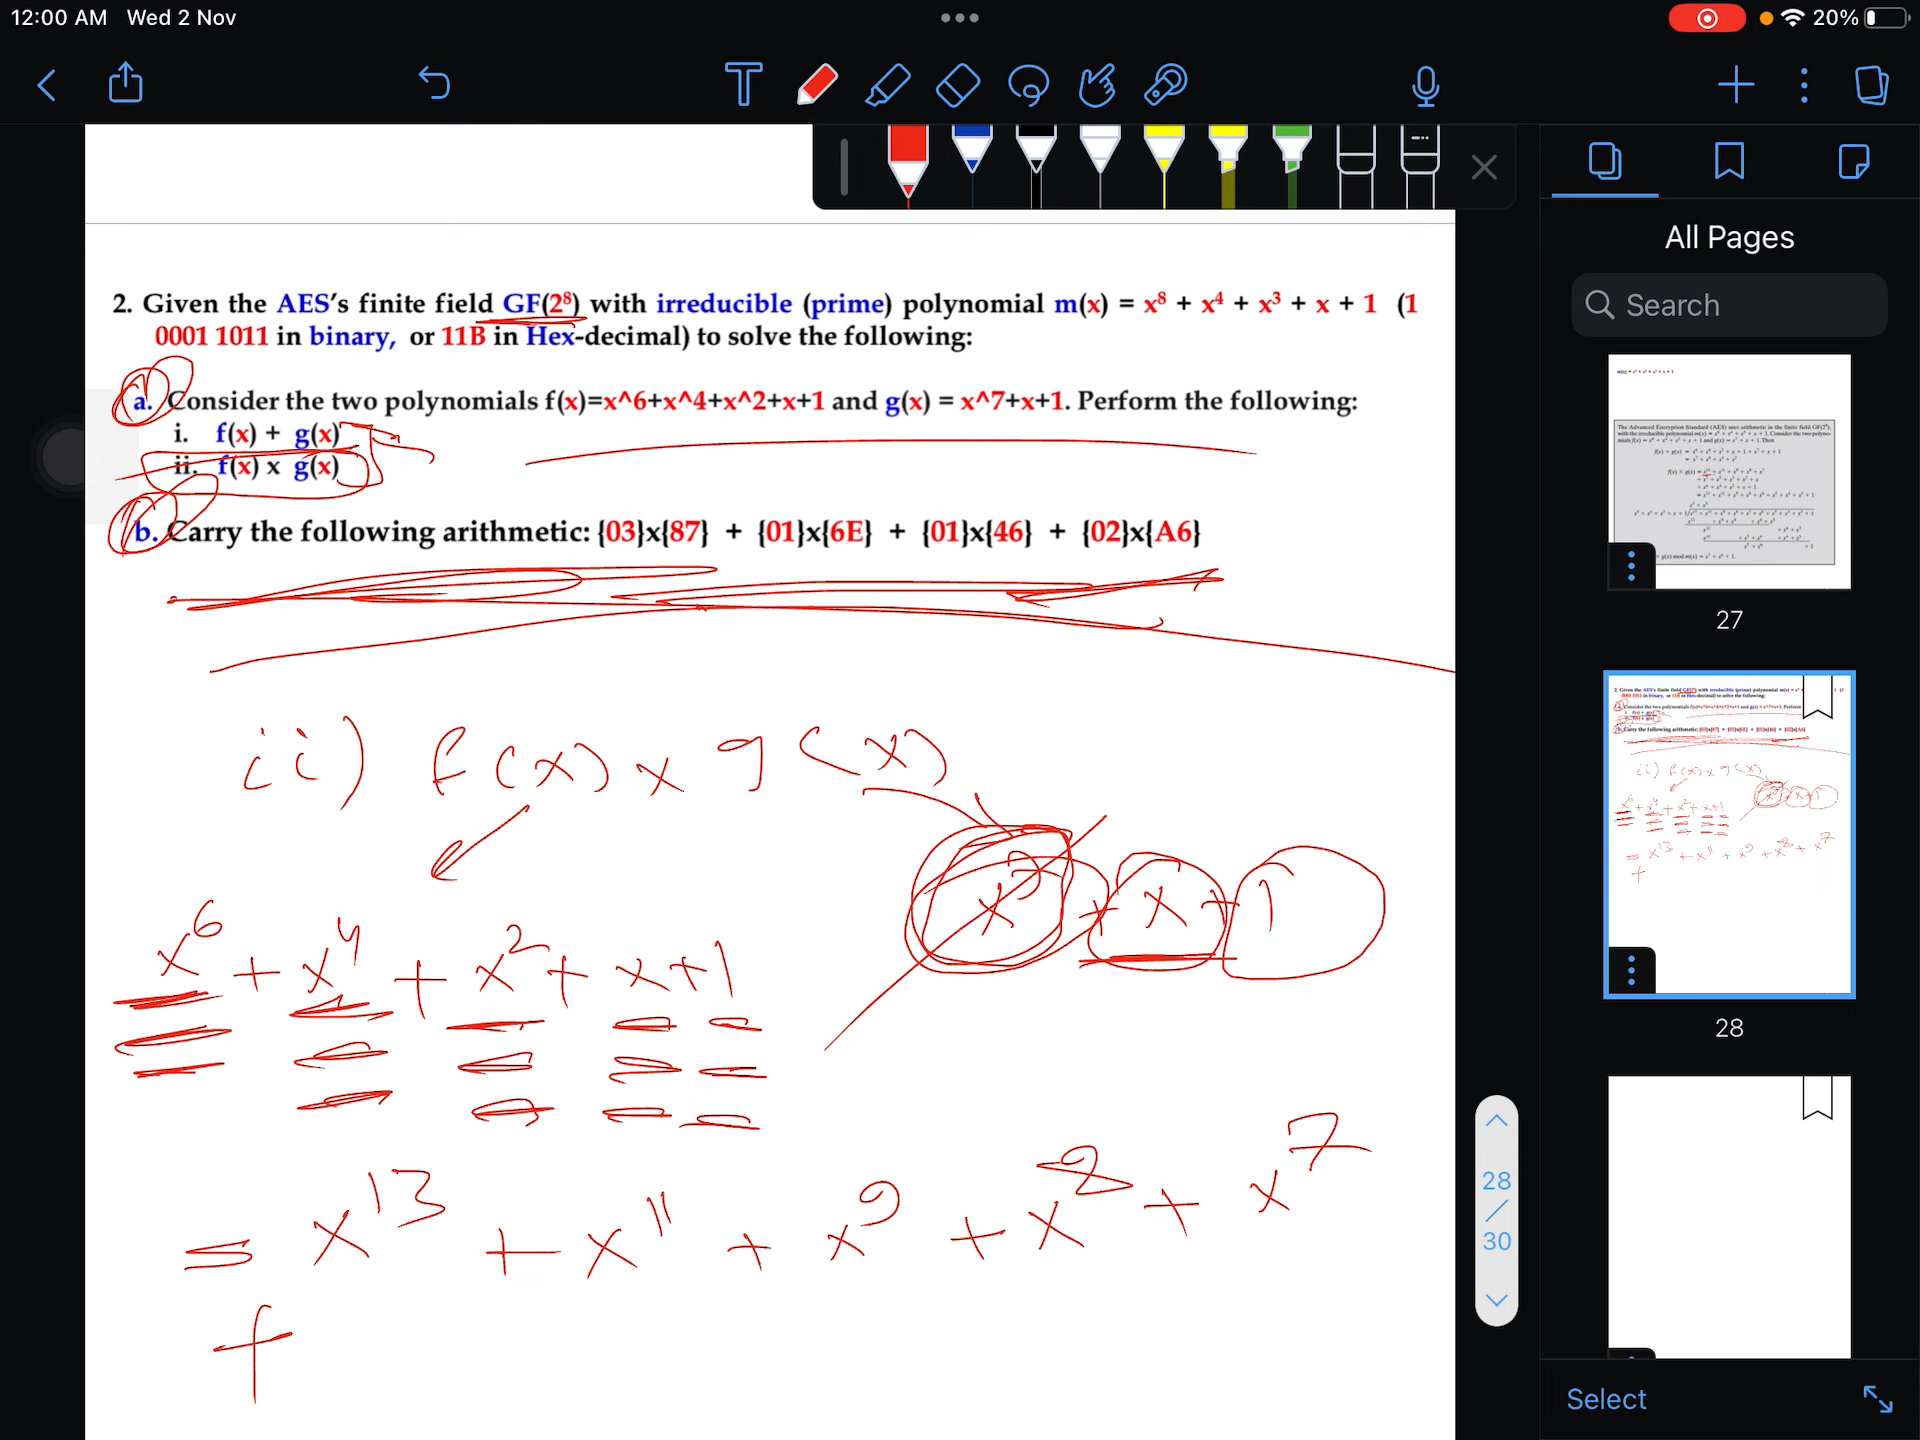 12:00 AM Wed 2 Nov
20%
T
All Pages
Search
2. Given the AES's finite field GF(2⁸) with irreducible (prime) polynomial m(x) = x⁸ + x⁴ + x³ + x + 1 (1
0001 1011 in binary, or 11B in Hex-decimal) to solve the following:
a. Consider the two polynomials f(x)=x^6+x^4+x^2+x+1 and g(x) = x^7+x+1. Perform the following:
i. f(x) + g(x)
ii. f(x) x g(x)
b. Carry the following arithmetic: {03}x{87} + {01}x{6E} + {01}x{46} + {02}x{A6}
ii) f(x) x g(x)
x⁷ + x + 1
x⁶ + x⁴ + x² + x + 1
= x¹³ + x¹¹ + x⁹ + x⁸ + x⁷
+
28
/
30
27
28
Select